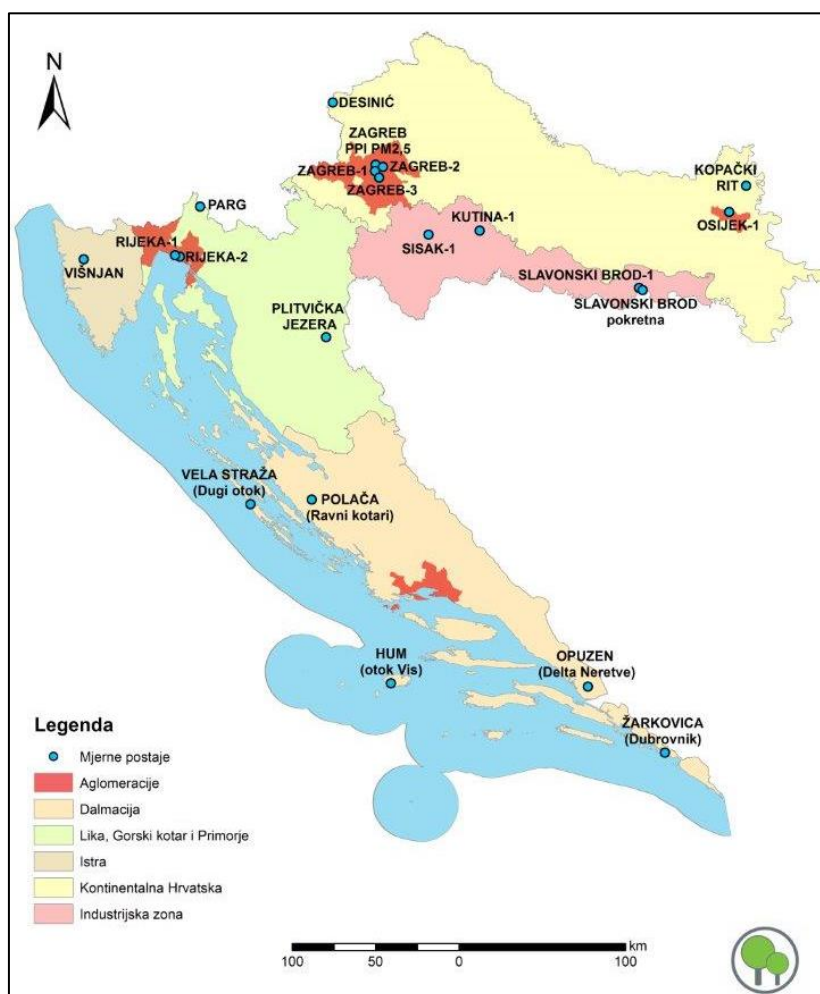 N
DESINIĆ
ZAGREB
PPI PM2,5
ZAGREB-1
ZAGREB-2
ZAGREB-3
KOPAČKI
RIT
OSIJEK-1
PARG
KUTINA-1
SISAK-1
RIJEKA-1
RIJEKA-2
VIŠNJAN
SLAVONSKI BROD-1
SLAVONSKI BROD
pokretna
PLITVIČKA
JEZERA
VELA STRAŽA
(Dugi otok)
POLAČA
(Ravni kotari)
HUM
(otok Vis)
OPUZEN
(Delta Neretve)
ŽARKOVICA
(Dubrovnik)
Legenda
Mjerne postaje
Aglomeracije
Dalmacija
Lika, Gorski kotar i Primorje
Istra
Kontinentalna Hrvatska
Industrijska zona
km
100 50 0 100